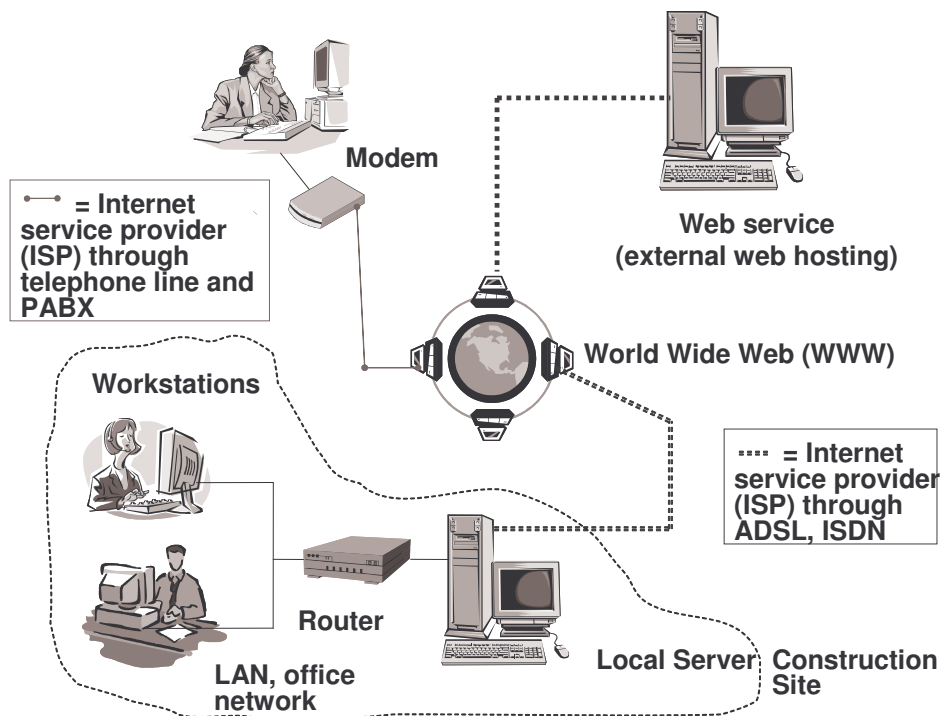 Modem
= Internet
service provider
(ISP) through
telephone line and
PABX
Web service
(external web hosting)
World Wide Web (WWW)
Workstations
= Internet
service provider
(ISP) through
ADSL, ISDN
Router
LAN, office
network
Local Server
Construction
Site